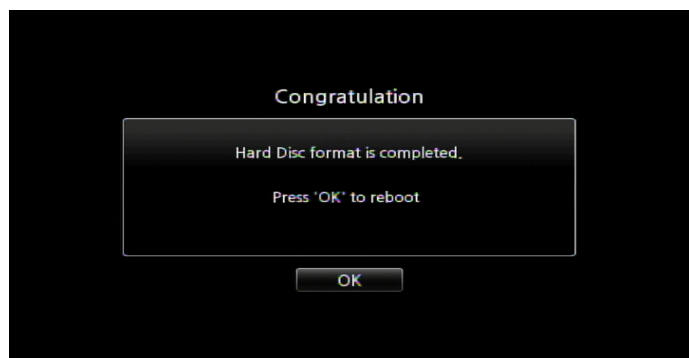 Congratulation
Hard Disc format is completed.
Press 'OK' to reboot
OK